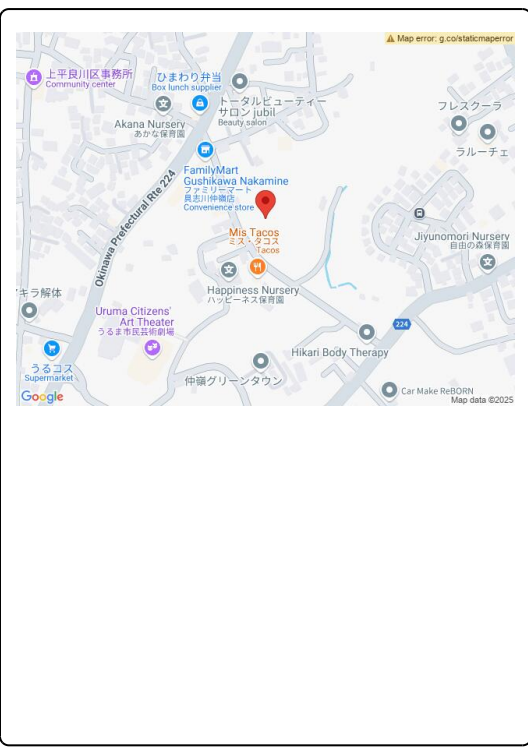 Map error: g.co/staticmaperror
上平良川区事務所
Community center
ひまわり弁当
Box lunch supplier
トータルビューティー
サロン jubil
Beauty salon
フレスクーラ
Akana Nursery
あかな保育園
ラルーチェ
FamilyMart
Gushikawa Nakamine
ファミリーマート
具志川仲嶺店
Convenience store
Okinawa Prefectural Rte 224
Mis Tacos
ミス・タコス
Tacos
Jiyunomori Nursery
自由の森保育園
Happiness Nursery
ハッピーネス保育園
キラ解体
Uruma Citizens'
Art Theater
うるま市民芸術劇場
224
Hikari Body Therapy
うるコス
Supermarket
仲嶺グリーンタウン
Car Make ReBORN
Google
Map data ©2025